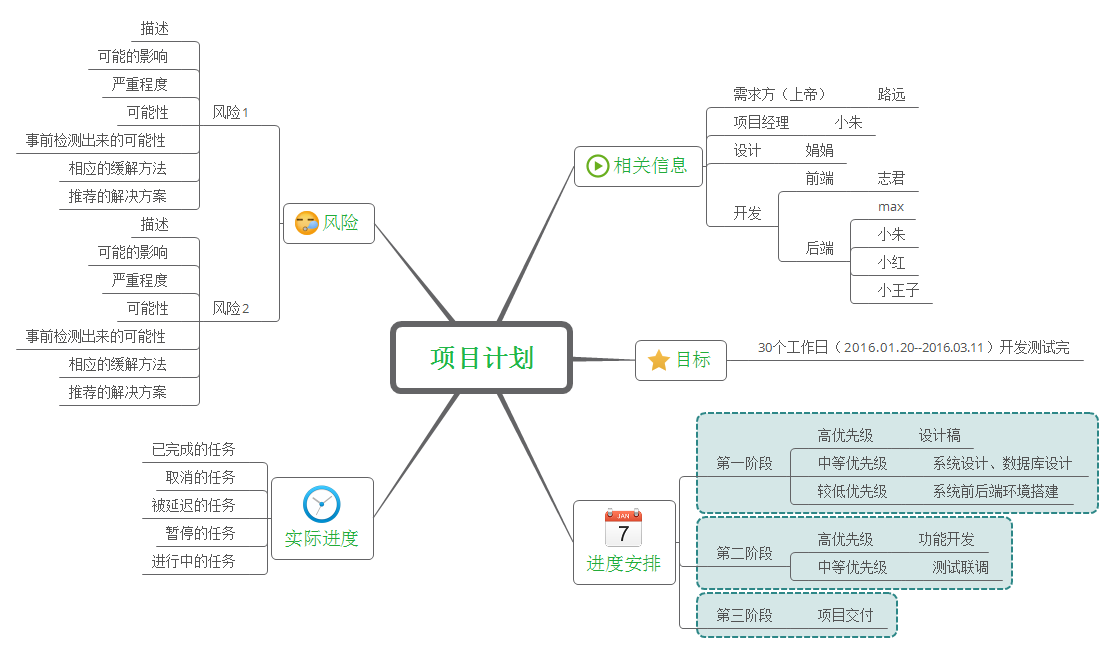 项目计划
相关信息
需求方（上帝） 路远
项目经理 小朱
设计 娟娟
开发
前端 志君
后端
max
小朱
小红
小王子
目标
30个工作日（2016.01.20--2016.03.11）开发测试完
JAN
7
进度安排
第一阶段
高优先级 设计稿
中等优先级 系统设计、数据库设计
较低优先级 系统前后端环境搭建
第二阶段
高优先级 功能开发
中等优先级 测试联调
第三阶段 项目交付
风险
风险1
描述
可能的影响
严重程度
可能性
事前检测出来的可能性
相应的缓解方法
推荐的解决方案
风险2
描述
可能的影响
严重程度
可能性
事前检测出来的可能性
相应的缓解方法
推荐的解决方案
实际进度
已完成的任务
取消的任务
被延迟的任务
暂停的任务
进行中的任务